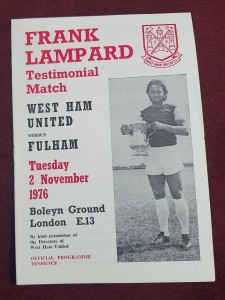 FRANK
LAMPARD
Testimonial
Match
WEST HAM
UNITED
VERSUS
FULHAM
Tuesday
2 November
1976
Boleyn Ground
London E.13
By kind permission of
the Directors of
West Ham United
OFFICIAL PROGRAMME
TENPENCE